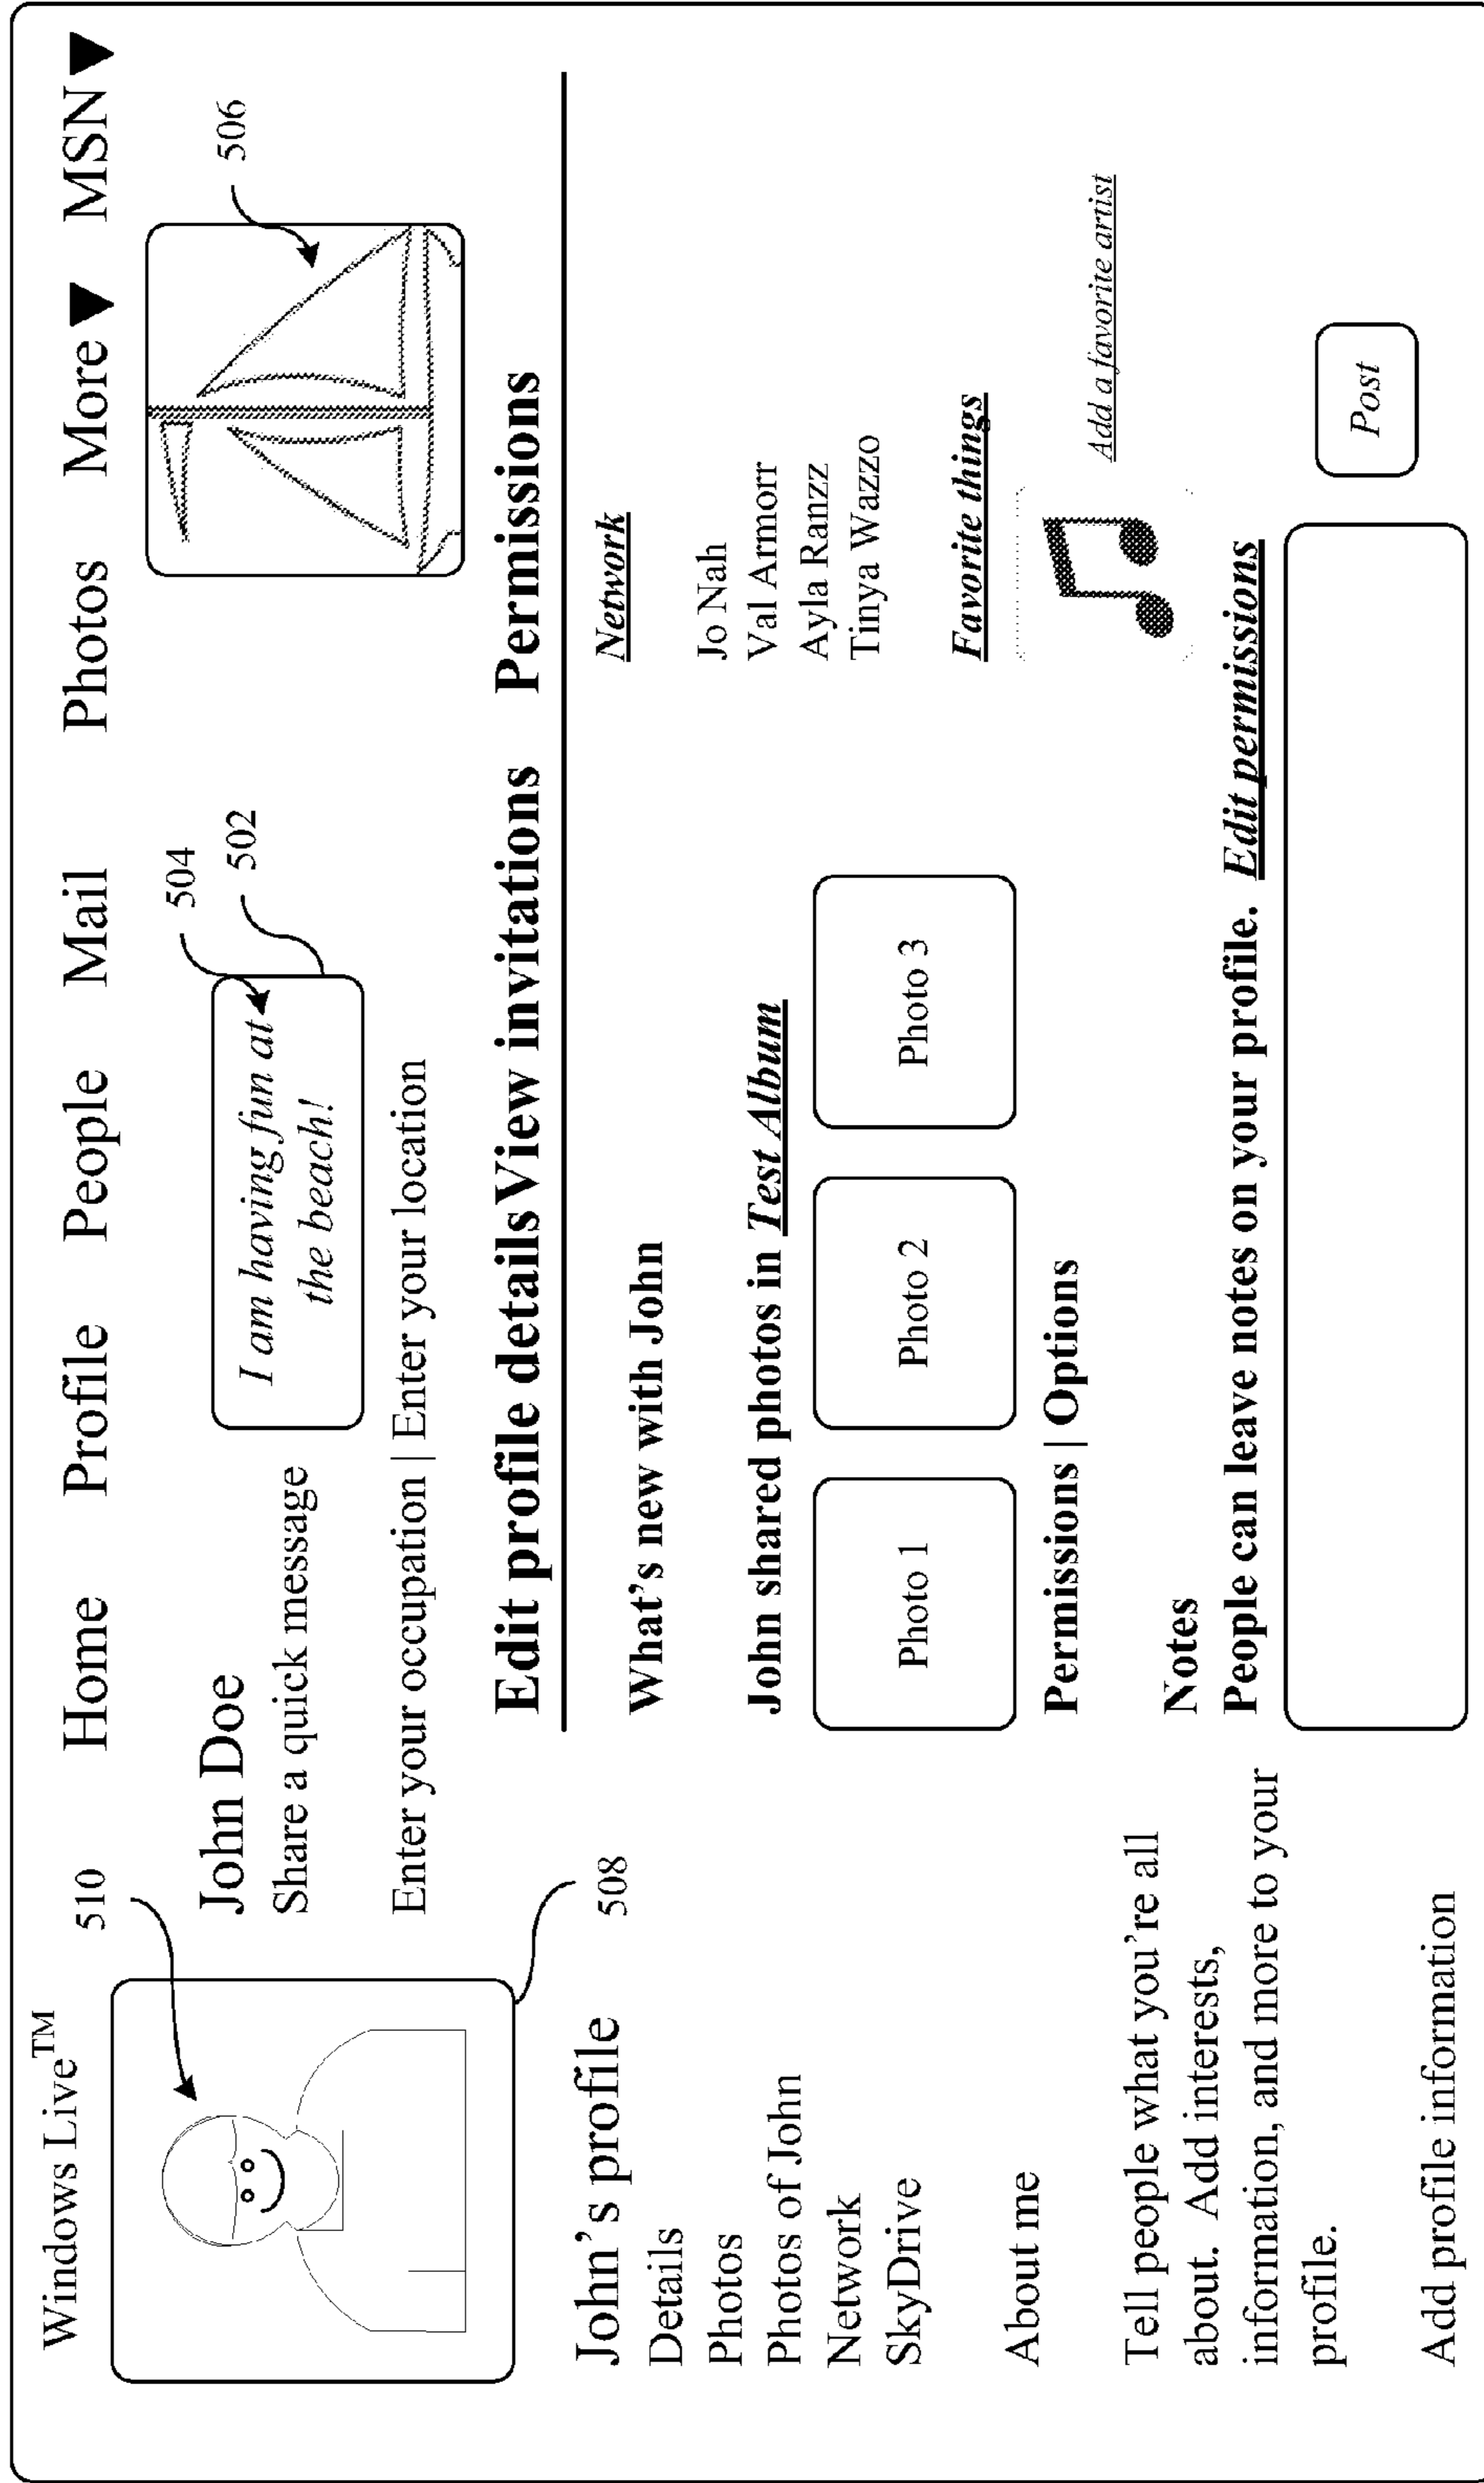 Windows Live™
Home Profile People Mail Photos More ▼ MSN ▼
510
John Doe
Share a quick message
I am having fun at
the beach!
504
502
506
Enter your occupation | Enter your location
Edit profile details View invitations Permissions
508
John's profile
Details
Photos
Photos of John
Network
SkyDrive
About me
Tell people what you're all
about. Add interests,
information, and more to your
profile.
Add profile information
What's new with John
John shared photos in Test Album
Photo 1 Photo 2 Photo 3
Permissions | Options
Notes
People can leave notes on your profile. Edit permissions
Post
Network
Jo Nah
Val Armorr
Ayla Ranzz
Tinya Wazzo
Favorite things
Add a favorite artist